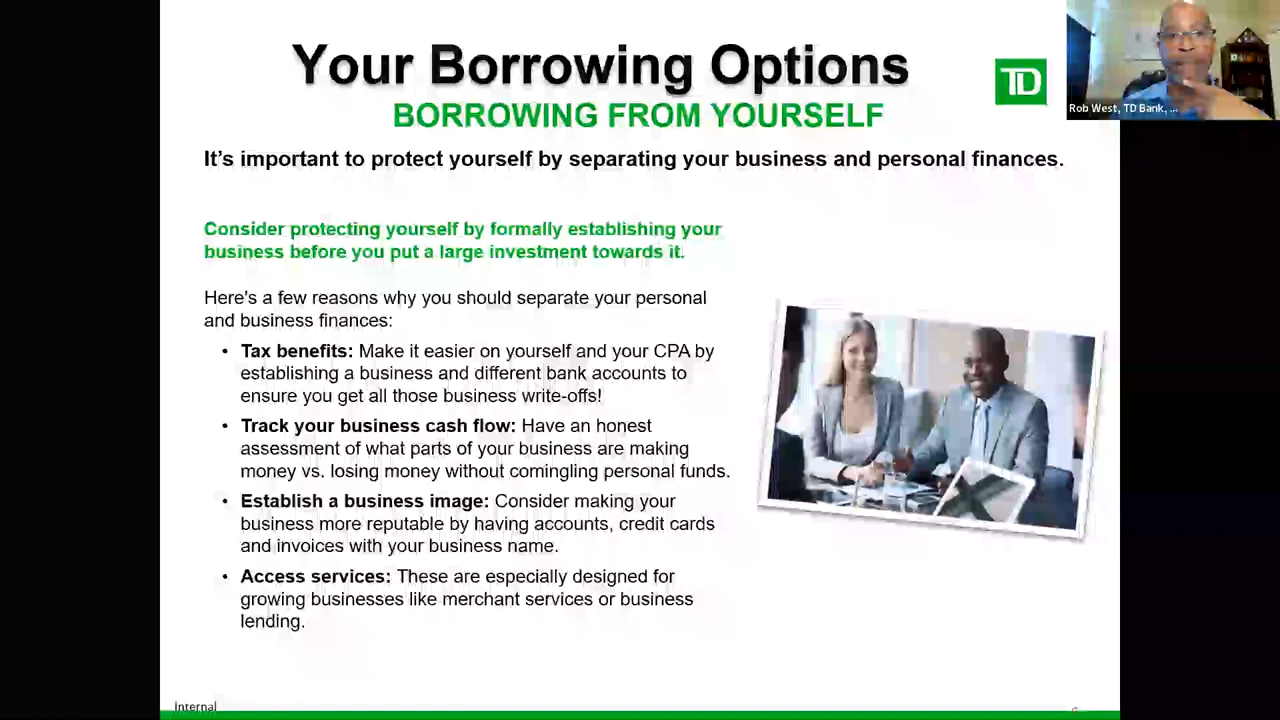 Your Borrowing Options
BORROWING FROM YOURSELF
TD
Rob West, TD Bank, ...
It's important to protect yourself by separating your business and personal finances.
Consider protecting yourself by formally establishing your
business before you put a large investment towards it.
Here's a few reasons why you should separate your personal
and business finances:
• Tax benefits: Make it easier on yourself and your CPA by
establishing a business and different bank accounts to
ensure you get all those business write-offs!
• Track your business cash flow: Have an honest
assessment of what parts of your business are making
money vs. losing money without comingling personal funds.
• Establish a business image: Consider making your
business more reputable by having accounts, credit cards
and invoices with your business name.
• Access services: These are especially designed for
growing businesses like merchant services or business
lending.
Internal